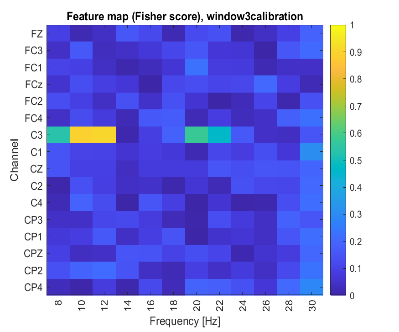 Feature map (Fisher score), window3calibration
Channel
FZ
FC3
FC1
FCz
FC2
FC4
C3
C1
CZ
C2
C4
CP3
CP1
CPZ
CP2
CP4
8 10 12 14 16 18 20 22 24 26 28 30
Frequency [Hz]
1
0.9
0.8
0.7
0.6
0.5
0.4
0.3
0.2
0.1
0